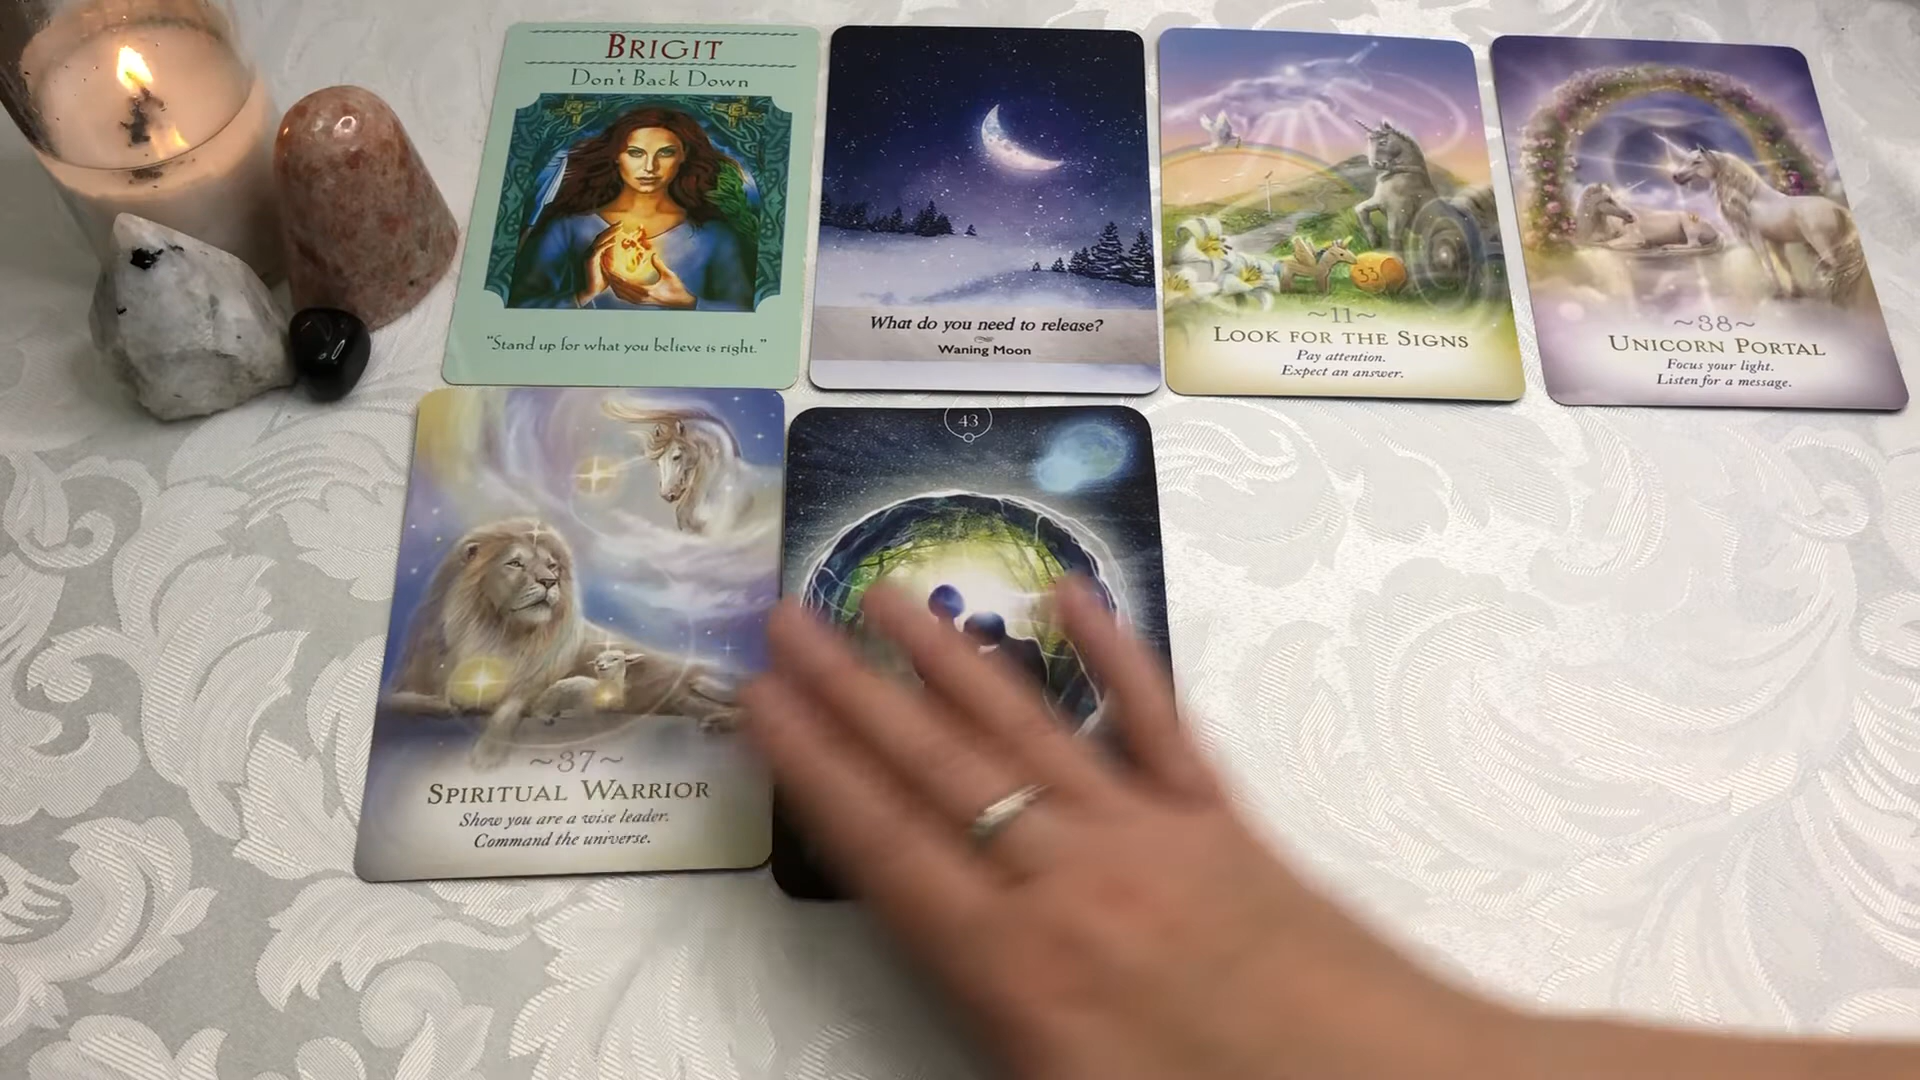 BRIGIT
Don't Back Down
"Stand up for what you believe is right."
What do you need to release?
Waning Moon
33
~11~
LOOK FOR THE SIGNS
Pay attention.
Expect an answer.
~38~
UNICORN PORTAL
Focus your light.
Listen for a message.
~37~
SPIRITUAL WARRIOR
Show you are a wise leader.
Command the universe.
43